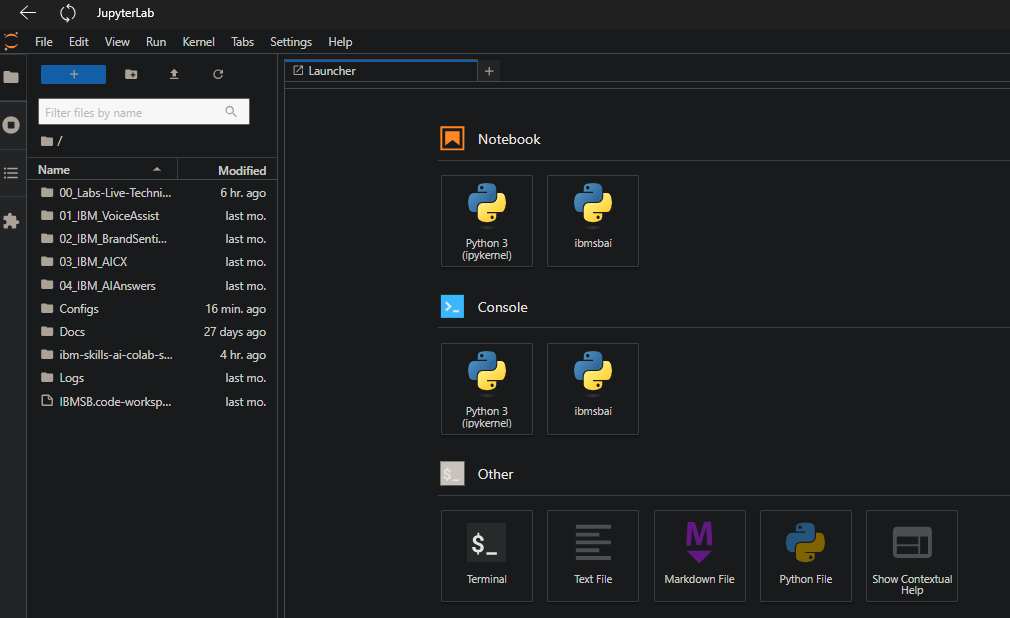 JupyterLab
File Edit View Run Kernel Tabs Settings Help
+
Launcher
+
Filter files by name
/
Name Modified
00_Labs-Live-Techni... 6 hr. ago
01_IBM_VoiceAssist last mo.
02_IBM_BrandSenti... last mo.
03_IBM_AICX last mo.
04_IBM_AIAnswers last mo.
Configs 16 min. ago
Docs 27 days ago
ibm-skills-ai-colab-s... 4 hr. ago
Logs last mo.
IBMSB.code-worksp... last mo.
Notebook
Python 3
(ipykernel)
ibmsbai
Console
Python 3
(ipykernel)
ibmsbai
$_
Other
$_
Terminal
Text File
M
Markdown File
Python File
Show Contextual
Help